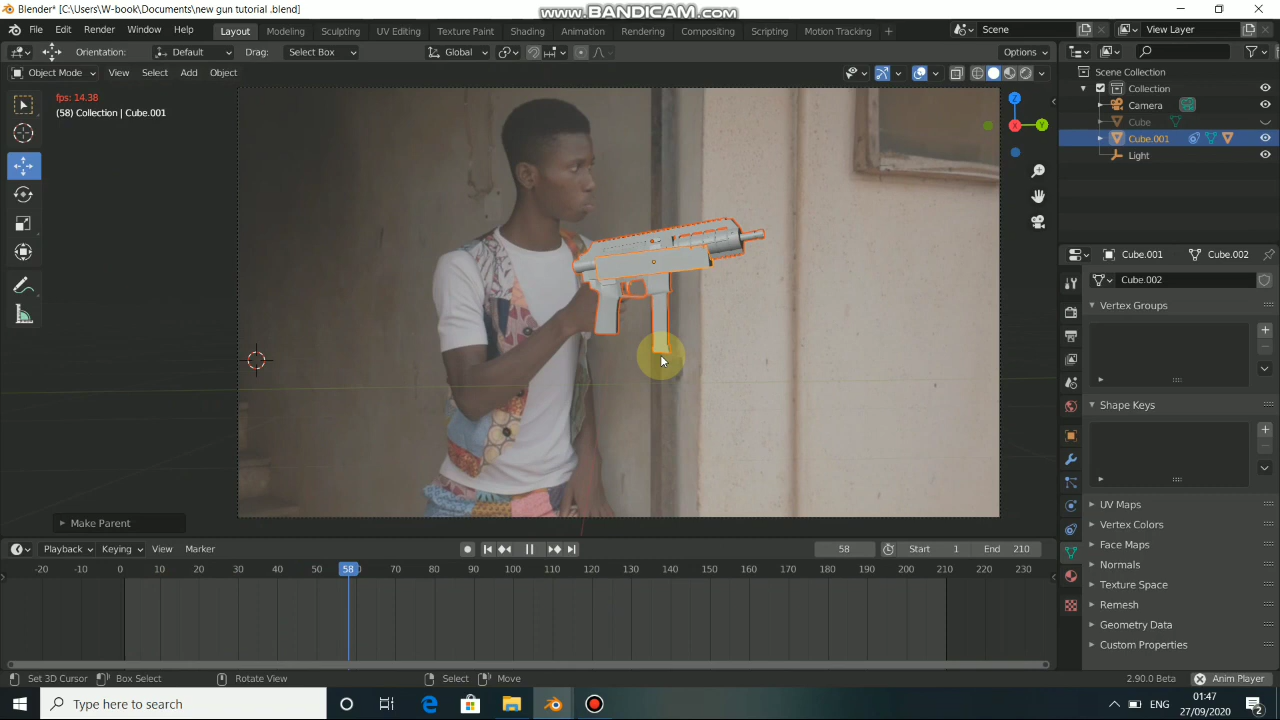 Blender* [C:\Users\W-book\Documents\new gun tutorial .blend]
www.BANDICAM.com
File Edit Render Window Help
Layout Modeling Sculpting UV Editing Texture Paint Shading Animation Rendering Compositing Scripting Motion Tracking +
Scene
View Layer
Orientation: Default Drag: Select Box Global Options
Object Mode View Select Add Object
fps: 14.38
(58) Collection | Cube.001
Z
Y
X
Scene Collection
Collection
Camera
Cube
Cube.001
Light
Cube.001 Cube.002
Cube.002
Vertex Groups
Shape Keys
UV Maps
Vertex Colors
Face Maps
Normals
Texture Space
Remesh
Geometry Data
Custom Properties
Make Parent
Playback Keying View Marker 58 Start 1 End 210
-20 -10 0 10 20 30 40 50 58 70 80 90 100 110 120 130 140 150 160 170 180 190 200 210 220 230
Set 3D Cursor Box Select Rotate View Select Move 2.90.0 Beta Anim Player
Type here to search
ENG
01:47
27/09/2020
2